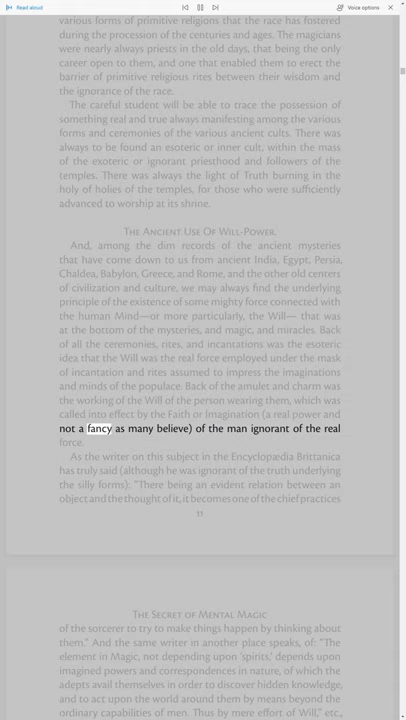 Read aloud
Voice options
various forms of primitive religions that the race has fostered
during the procession of the centuries and ages. The magicians
were nearly always priests in the old days, that being the only
career open to them, and one that enabled them to erect the
barrier of primitive religious rites between their wisdom and
the ignorance of the race.
The careful student will be able to trace the possession of
something real and true always manifesting among the various
forms and ceremonies of the various ancient cults. There was
always to be found an esoteric or inner cult, within the mass
of the exoteric or ignorant priesthood and followers of the
temples. There was always the light of Truth burning in the
holy of holies of the temples, for those who were sufficiently
advanced to worship at its shrine.
The Ancient Use Of Will-Power.
And, among the dim records of the ancient mysteries
that have come down to us from ancient India, Egypt, Persia,
Chaldea, Babylon, Greece, and Rome, and the other old centers
of civilization and culture, we may always find the underlying
principle of the existence of some mighty force connected with
the human Mind—or more particularly, the Will— that was
at the bottom of the mysteries, and magic, and miracles. Back
of all the ceremonies, rites, and incantations was the esoteric
idea that the Will was the real force employed under the mask
of incantation and rites assumed to impress the imaginations
and minds of the populace. Back of the amulet and charm was
the working of the Will of the person wearing them, which was
called into effect by the Faith or Imagination (a real power and
not a fancy as many believe) of the man ignorant of the real
force.
As the writer on this subject in the Encyclopædia Brittanica
has truly said (although he was ignorant of the truth underlying
the silly forms): "There being an evident relation between an
object and the thought of it, it becomes one of the chief practices
11
The Secret of Mental Magic
of the sorcerer to try to make things happen by thinking about
them." And the same writer in another place speaks, of: "The
element in Magic, not depending upon 'spirits,' depends upon
imagined powers and correspondences in nature, of which the
adepts avail themselves in order to discover hidden knowledge,
and to act upon the world around them by means beyond the
ordinary capabilities of men. Thus by mere effort of Will," etc.,